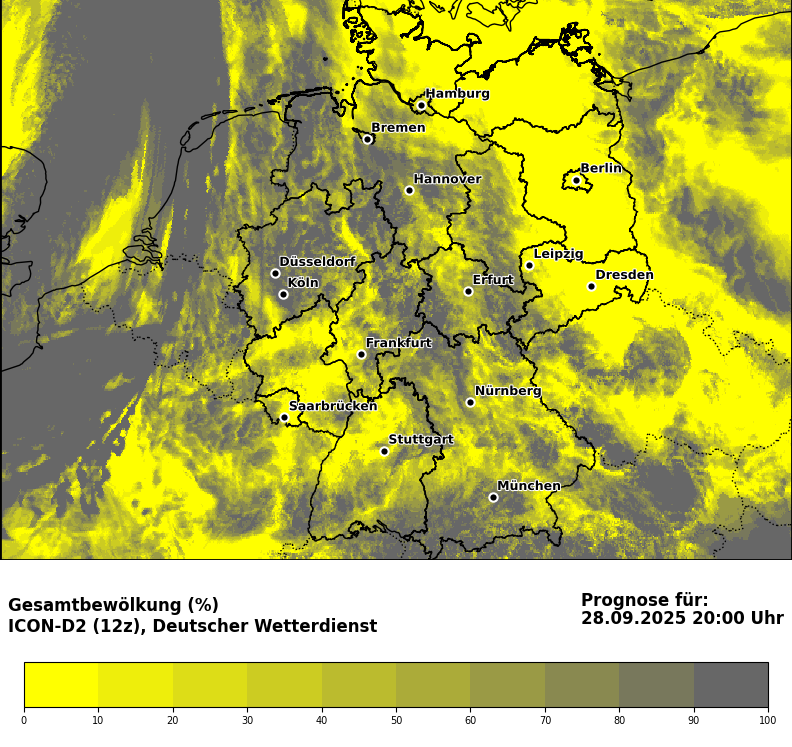 Hamburg
Bremen
Berlin
Hannover
Leipzig
Düsseldorf
Dresden
Köln
Erfurt
Frankfurt
Nürnberg
Saarbrücken
Stuttgart
München
Gesamtbewölkung (%)
ICON-D2 (12z), Deutscher Wetterdienst
Prognose für:
28.09.2025 20:00 Uhr
0 10 20 30 40 50 60 70 80 90 100